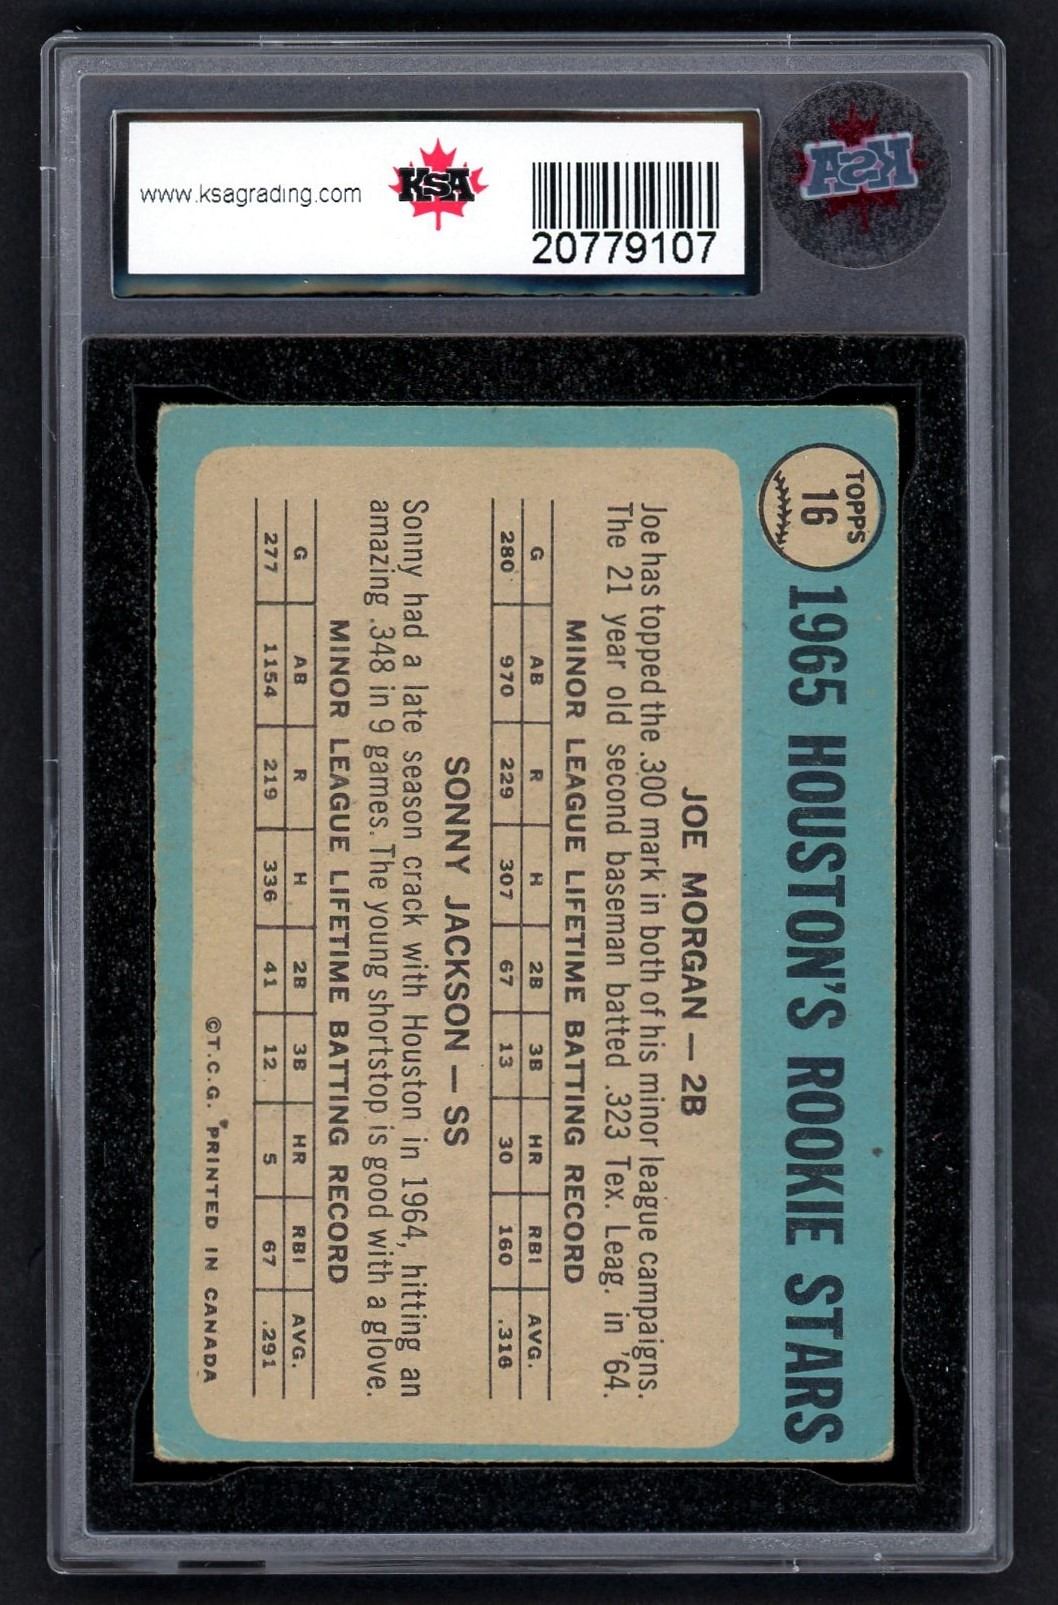 www.ksagrading.com
KSA
20779107
KSA
TOPPS
16
1965 HOUSTON'S ROOKIE STARS
JOE MORGAN — 2B
Joe has topped the .300 mark in both of his minor league campaigns.
The 21 year old second baseman batted .323 Tex. Leag. in '64.
MINOR LEAGUE LIFETIME BATTING RECORD
G AB R H 2B 3B HR RBI AVG.
280 970 229 307 67 13 30 160 .316
SONNY JACKSON — SS
Sonny had a late season crack with Houston in 1964, hitting an
amazing .348 in 9 games. The young shortstop is good with a glove.
MINOR LEAGUE LIFETIME BATTING RECORD
G AB R H 2B 3B HR RBI AVG.
277 1154 219 336 41 12 5 67 .291
©T.C.G. PRINTED IN CANADA